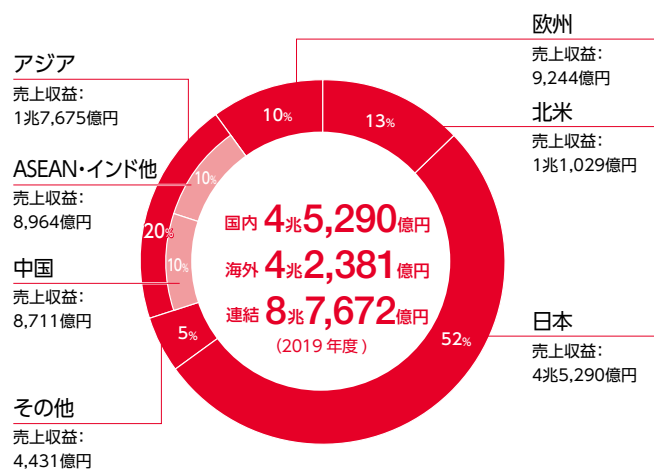 欧州
売上収益：
9,244億円
北米
売上収益：
1兆1,029億円
日本
売上収益：
4兆5,290億円
アジア
売上収益：
1兆7,675億円
ASEAN・インド他
売上収益：
8,964億円
中国
売上収益：
8,711億円
その他
売上収益：
4,431億円
10%
13%
10%
20%
10%
5%
52%
国内 4兆5,290億円
海外 4兆2,381億円
連結 8兆7,672億円
(2019 年度 )